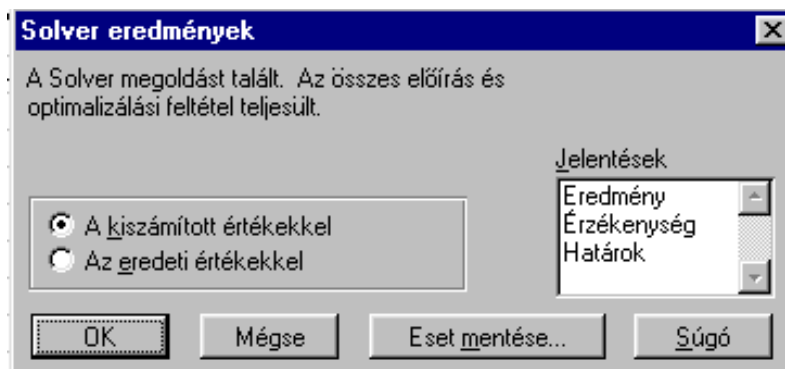 Solver eredmények
A Solver megoldást talált. Az összes előírás és
optimalizálási feltétel teljesült.
Jelentések
Eredmény
Érzékenység
Határok
A kiszámított értékekkel
Az eredeti értékekkel
OK
Mégse
Eset mentése...
Súgó